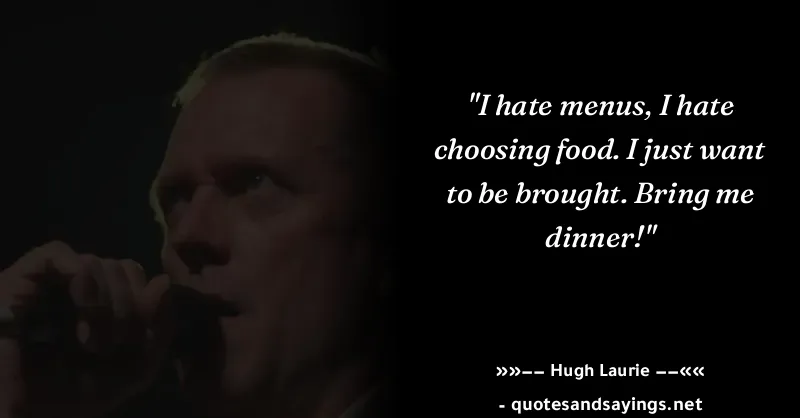 "I hate menus, I hate
choosing food. I just want
to be brought. Bring me
dinner!"
»»–– Hugh Laurie ––««
- quotesandsayings.net